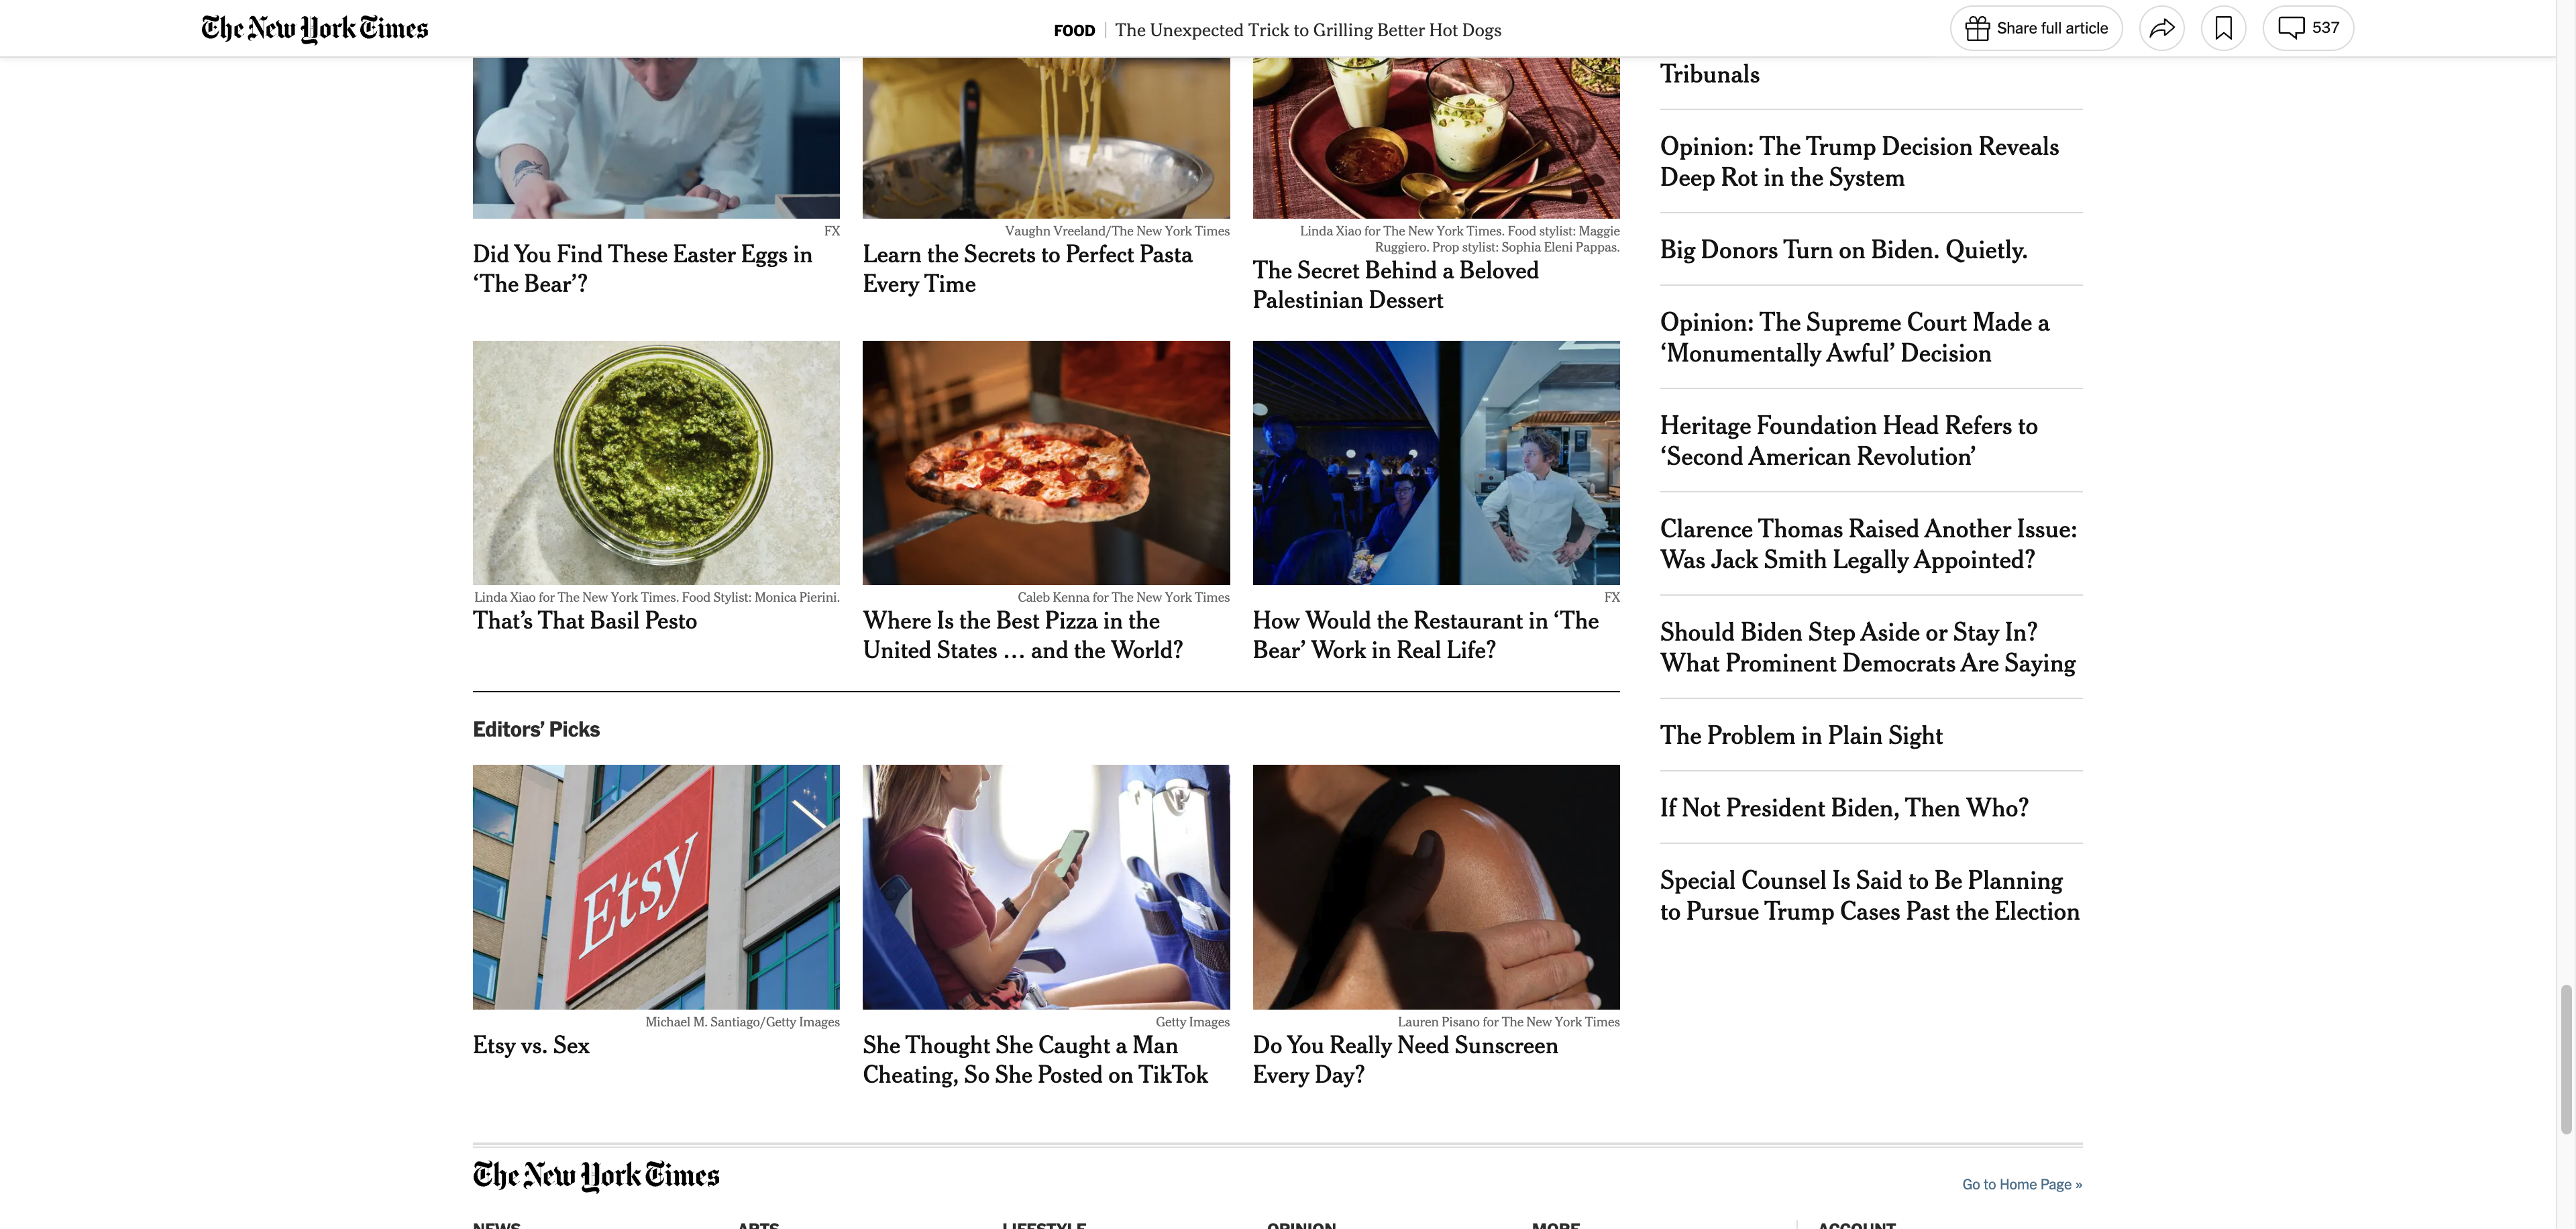 The New York Times
FOOD | The Unexpected Trick to Grilling Better Hot Dogs
Share full article
537
FX
Did You Find These Easter Eggs in
‘The Bear’?
Vaughn Vreeland/The New York Times
Learn the Secrets to Perfect Pasta
Every Time
Linda Xiao for The New York Times. Food stylist: Maggie
Ruggiero. Prop stylist: Sophia Eleni Pappas.
The Secret Behind a Beloved
Palestinian Dessert
Linda Xiao for The New York Times. Food Stylist: Monica Pierini.
That’s That Basil Pesto
Caleb Kenna for The New York Times
Where Is the Best Pizza in the
United States … and the World?
FX
How Would the Restaurant in ‘The
Bear’ Work in Real Life?
Editors’ Picks
Etsy
Michael M. Santiago/Getty Images
Etsy vs. Sex
Getty Images
She Thought She Caught a Man
Cheating, So She Posted on TikTok
Lauren Pisano for The New York Times
Do You Really Need Sunscreen
Every Day?
Tribunals
Opinion: The Trump Decision Reveals
Deep Rot in the System
Big Donors Turn on Biden. Quietly.
Opinion: The Supreme Court Made a
‘Monumentally Awful’ Decision
Heritage Foundation Head Refers to
‘Second American Revolution’
Clarence Thomas Raised Another Issue:
Was Jack Smith Legally Appointed?
Should Biden Step Aside or Stay In?
What Prominent Democrats Are Saying
The Problem in Plain Sight
If Not President Biden, Then Who?
Special Counsel Is Said to Be Planning
to Pursue Trump Cases Past the Election
The New York Times
Go to Home Page »
NEWS
ARTS
LIFESTYLE
OPINION
MORE
ACCOUNT